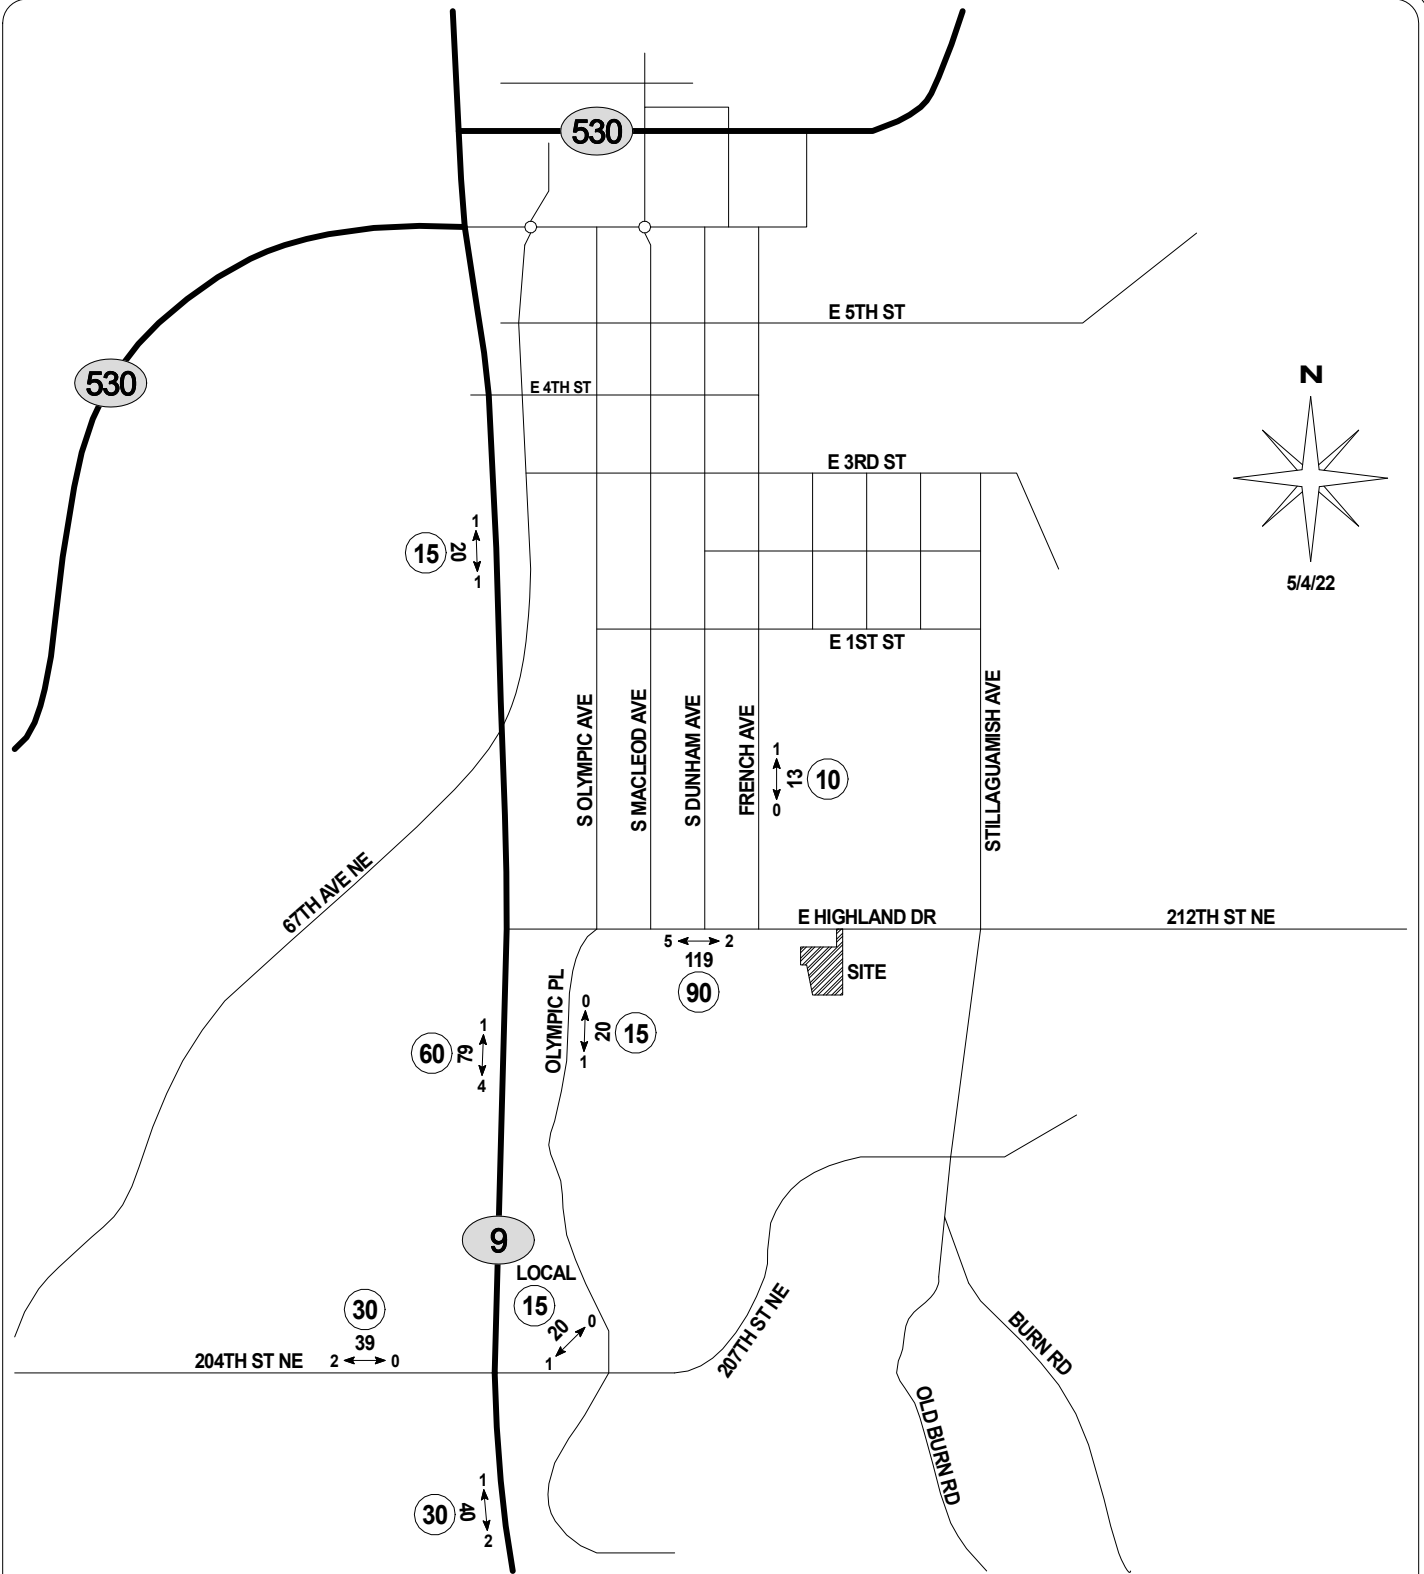 530
E 5TH ST
530
N
E 4TH ST
E 3RD ST
1
15
20
1
5/4/22
E 1ST ST
S OLYMPIC AVE
S MACLEOD AVE
S DUNHAM AVE
FRENCH AVE
STILLAGUAMISH AVE
1
13
10
0
67TH AVE NE
E HIGHLAND DR
212TH ST NE
5
2
119
90
SITE
OLYMPIC PL
0
20
15
1
1
60
79
4
9
LOCAL
15
20
0
1
30
39
2
0
204TH ST NE
207TH ST NE
BURN RD
OLD BURN RD
1
30
40
2